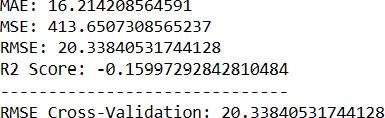 MAE: 16.214208564591
MSE: 413.6507308565237
RMSE: 20.33840531744128
R2 Score: -0.15997292842810484
------------------------------
RMSE Cross-Validation: 20.33840531744128